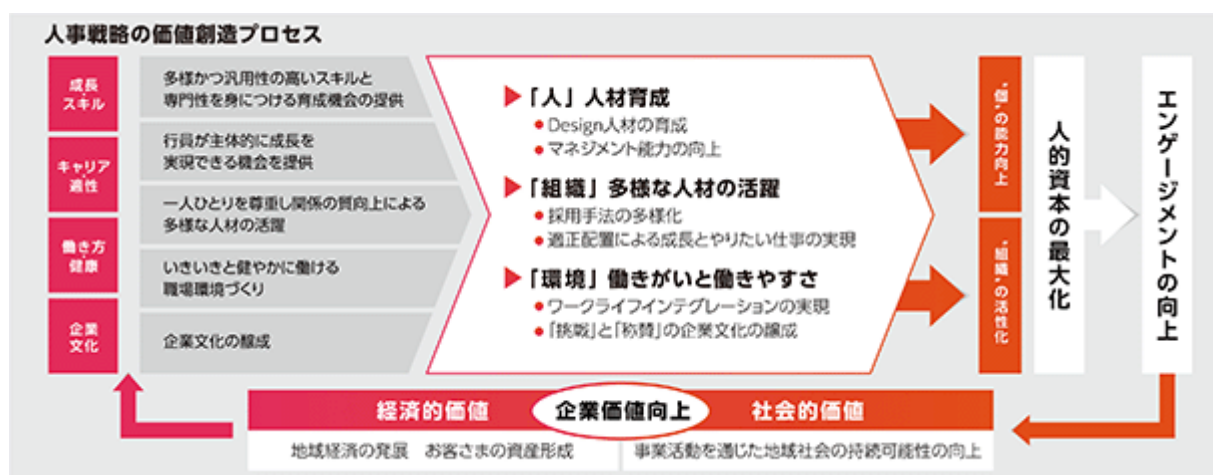 人事戦略の価値創造プロセス
成長
スキル
多様かつ汎用性の高いスキルと
専門性を身につける育成機会の提供
行員が主体的に成長を
実現できる機会を提供
キャリア
適性
一人ひとりを尊重し関係の質向上による
多様な人材の活躍
働き方
健康
いきいきと健やかに働ける
職場環境づくり
企業
文化
企業文化の醸成
「人」人材育成
Design人材の育成
マネジメント能力の向上
「組織」多様な人材の活躍
採用手法の多様化
適正配置による成長とやりたい仕事の実現
「環境」働きがいと働きやすさ
ワークライフインテグレーションの実現
「挑戦」と「称賛」の企業文化の醸成
“個”の能力向上
“組織”の活性化
人的資本の最大化
エンゲージメントの向上
経済的価値
企業価値向上
社会的価値
地域経済の発展 お客さまの資産形成
事業活動を通じた地域社会の持続可能性の向上